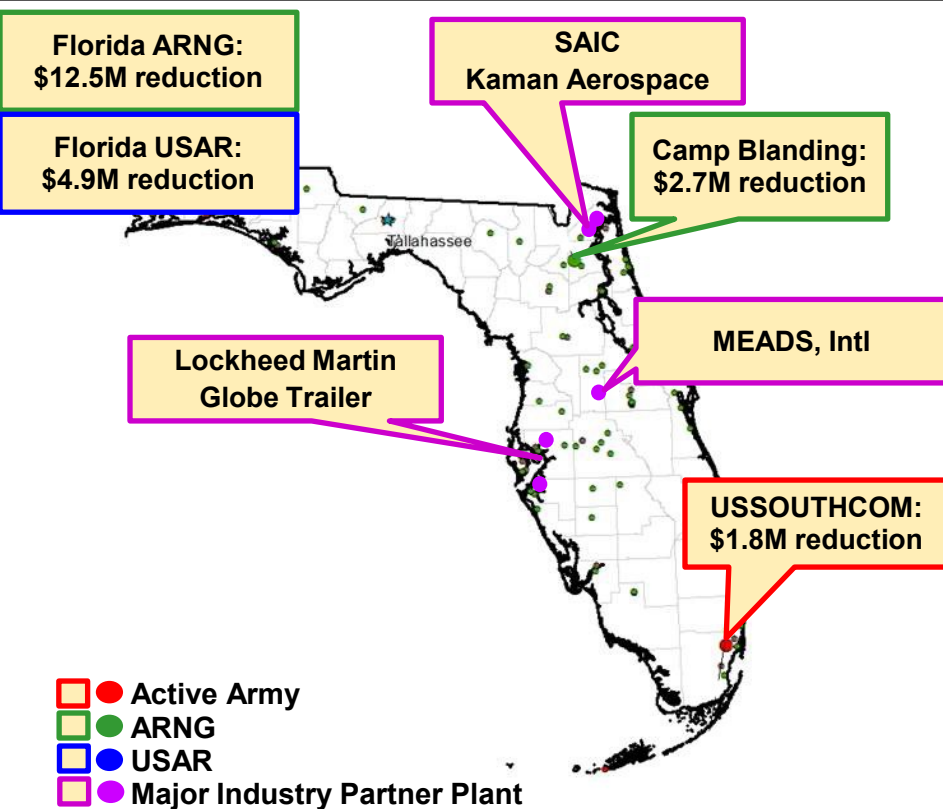 Florida ARNG:
$12.5M reduction
SAIC
Kaman Aerospace
Florida USAR:
$4.9M reduction
Camp Blanding:
$2.7M reduction
Tallahassee
MEADS, Intl
Lockheed Martin
Globe Trailer
USSOUTHCOM:
$1.8M reduction
Active Army
ARNG
USAR
Major Industry Partner Plant